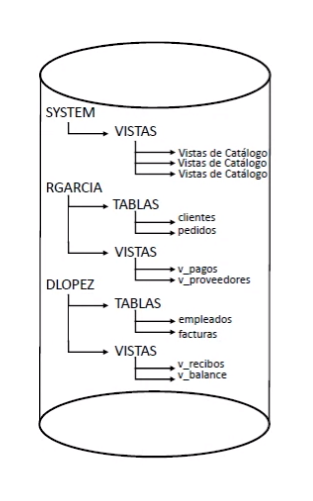 SYSTEM
VISTAS
Vistas de Catálogo
Vistas de Catálogo
Vistas de Catálogo
RGARCIA
TABLAS
clientes
pedidos
VISTAS
v_pagos
v_proveedores
DLOPEZ
TABLAS
empleados
facturas
VISTAS
v_recibos
v_balance